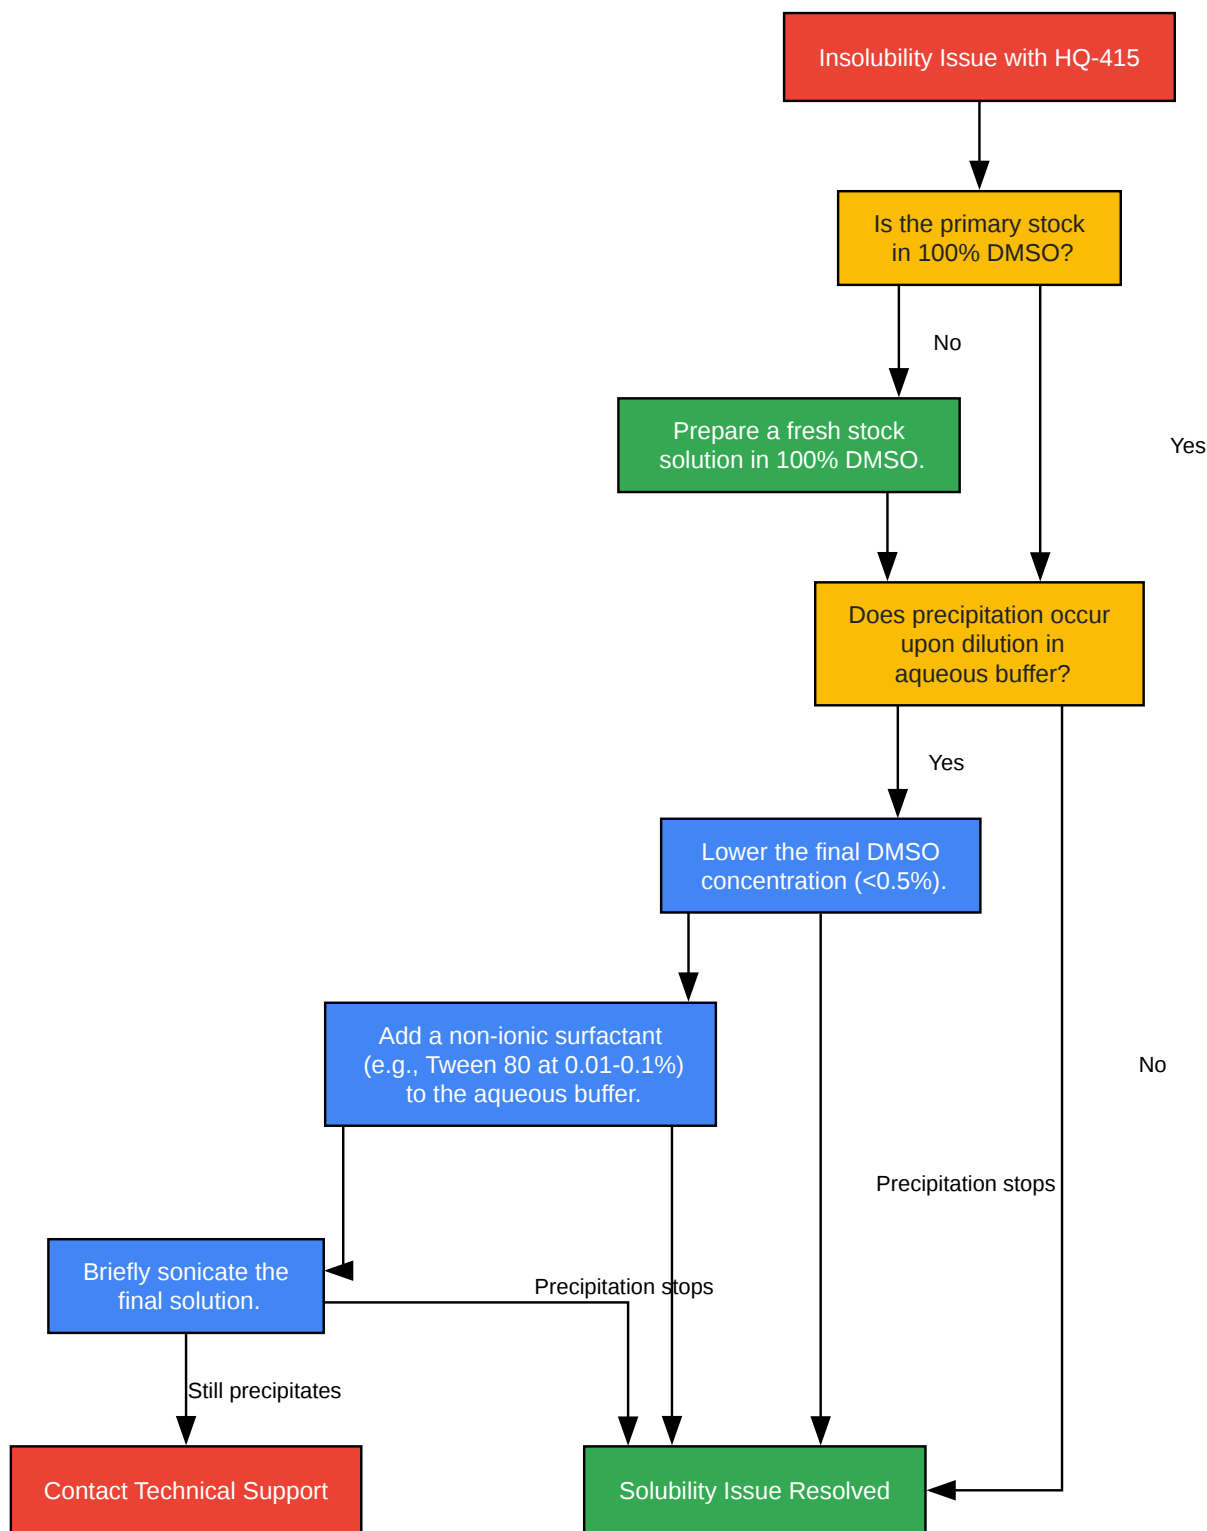 Insolubility Issue with HQ-415
Is the primary stock
in 100% DMSO?
No
Prepare a fresh stock
solution in 100% DMSO.
Yes
Does precipitation occur
upon dilution in
aqueous buffer?
Yes
Lower the final DMSO
concentration (<0.5%).
Add a non-ionic surfactant
(e.g., Tween 80 at 0.01-0.1%)
to the aqueous buffer.
No
Precipitation stops
Briefly sonicate the
final solution.
Precipitation stops
Still precipitates
Contact Technical Support
Solubility Issue Resolved